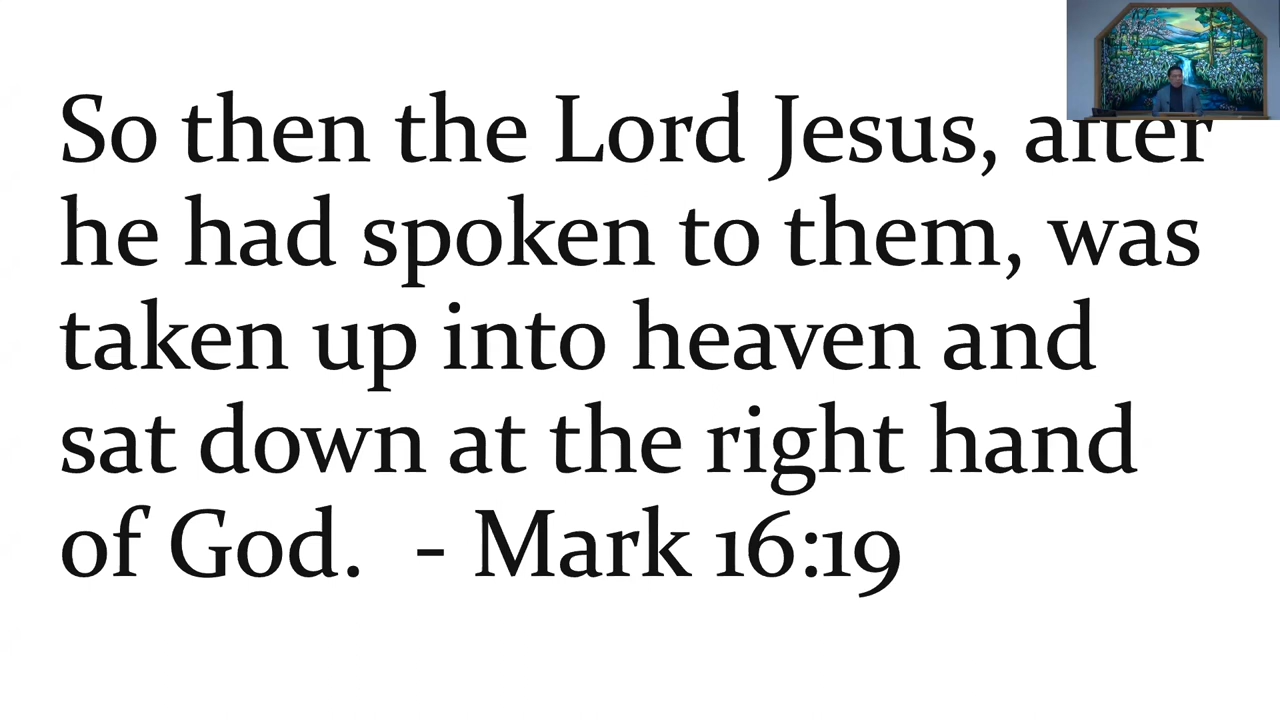 So then the Lord Jesus, after
he had spoken to them, was
taken up into heaven and
sat down at the right hand
of God.  - Mark 16:19